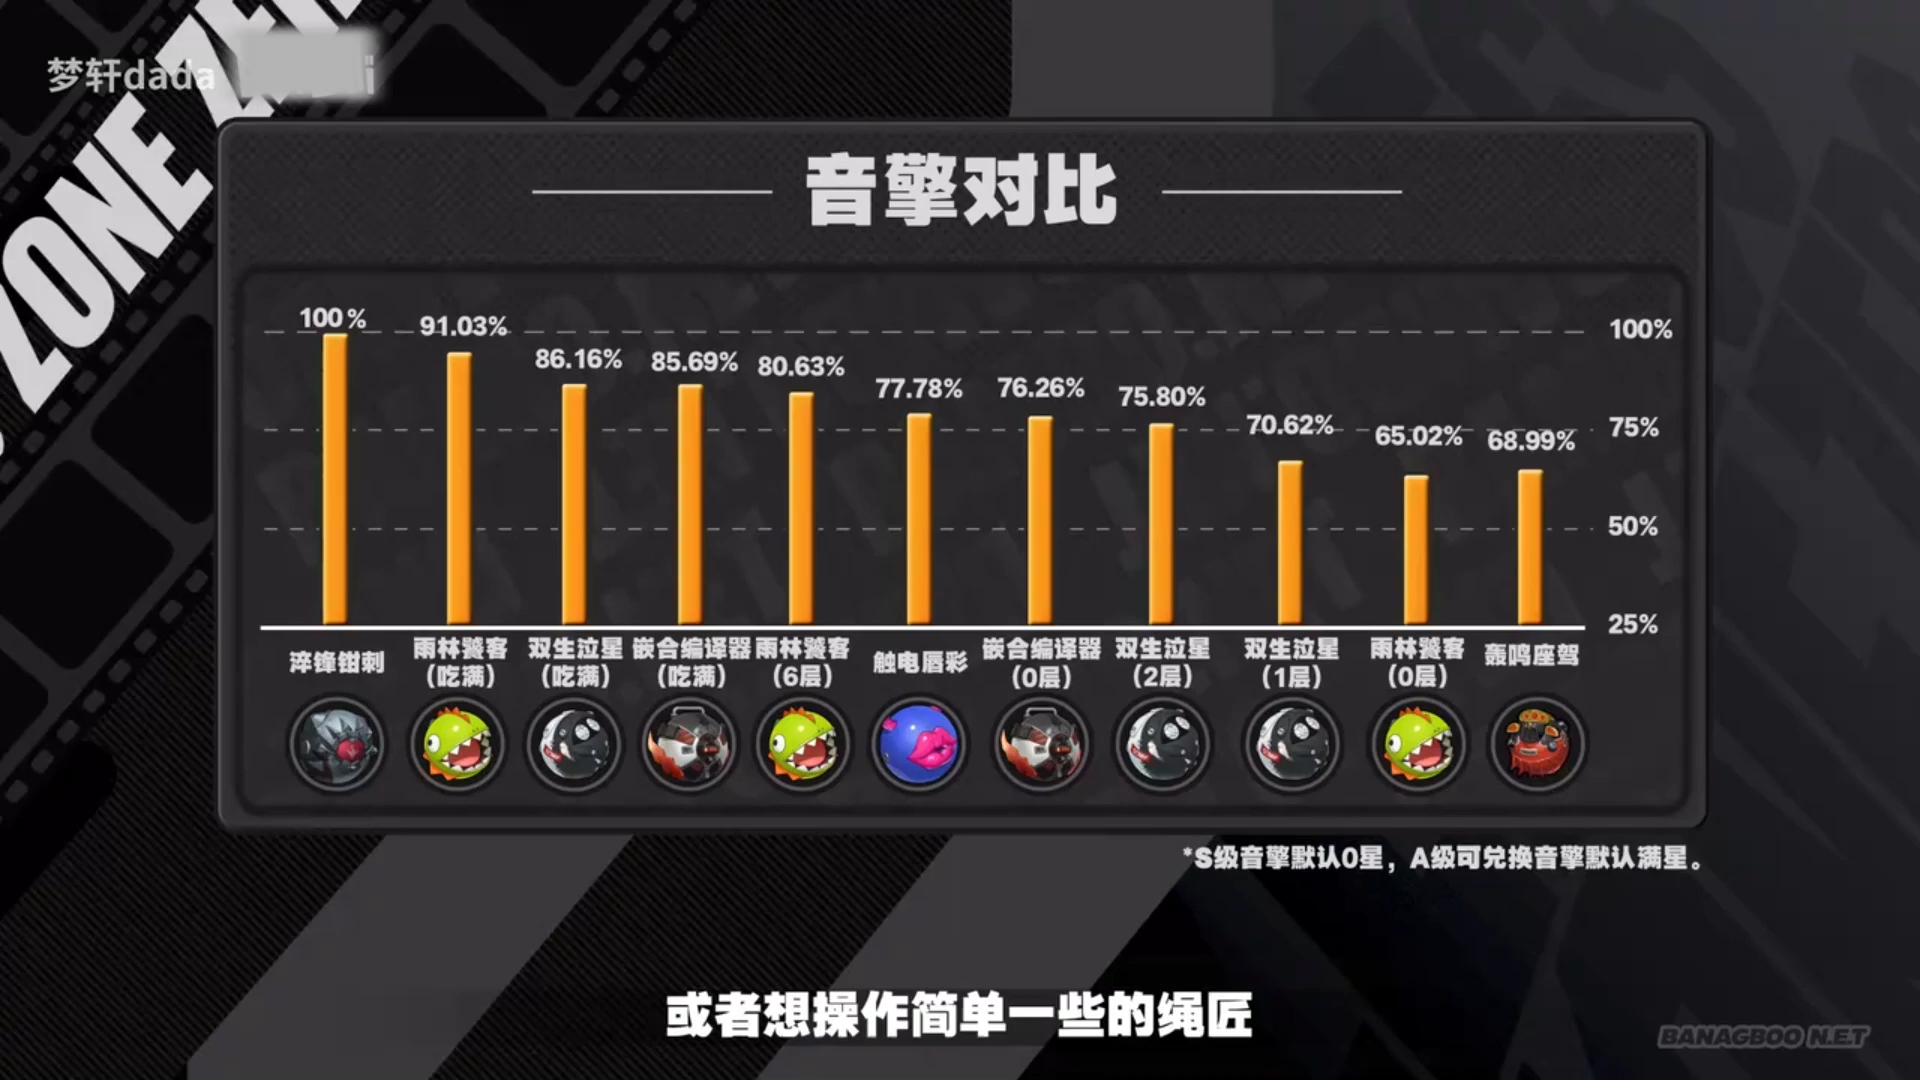 梦轩dada
ZONE ZE
音擎对比
100% 91.03% 86.16% 85.69% 80.63% 77.78% 76.26% 75.80% 70.62% 65.02% 68.99%
100%
75%
50%
25%
淬锋钳刺 雨林饕客 双生泣星 嵌合编译器 雨林饕客 触电唇彩 嵌合编译器 双生泣星 双生泣星 雨林饕客 轰鸣座驾
(吃满) (吃满) (吃满) (6层) (0层) (2层) (1层) (0层)
*S级音擎默认0星，A级可兑换音擎默认满星。
或者想操作简单一些的绳匠
BANAGBOO N.ET